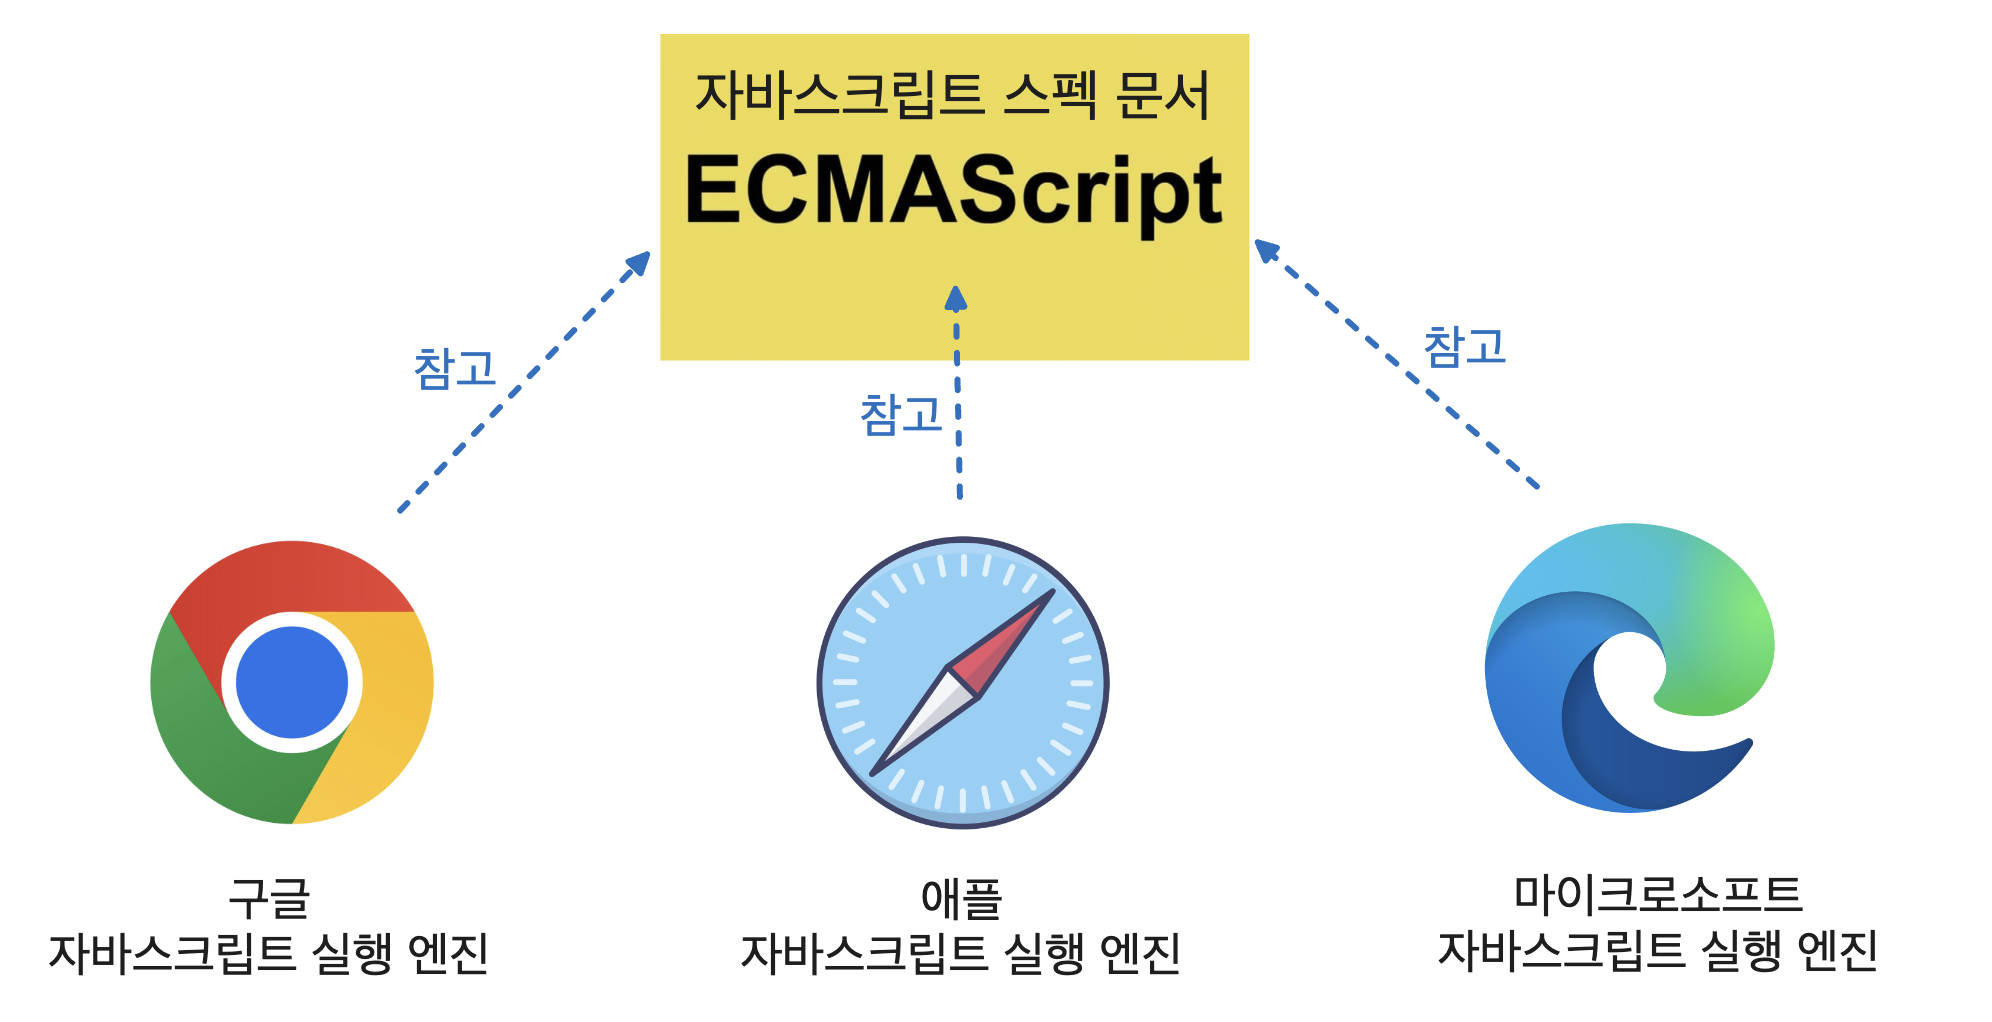 자바스크립트 스펙 문서
ECMAScript
참고
참고
참고
구글
자바스크립트 실행 엔진
애플
자바스크립트 실행 엔진
마이크로소프트
자바스크립트 실행 엔진